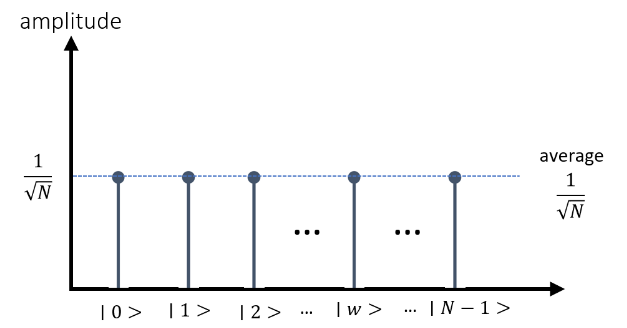 amplitude
1
√N
average
1
√N
...
...
| 0 > | 1 > | 2 > ... | w > ... | N − 1 >